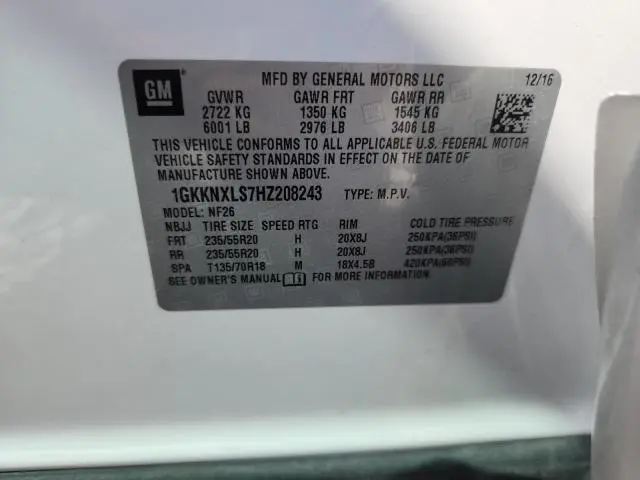 GM
MFD BY GENERAL MOTORS LLC 12/16
GVWR GAWR FRT GAWR RR
2722 KG 1350 KG 1545 KG
6001 LB 2976 LB 3406 LB
THIS VEHICLE CONFORMS TO ALL APPLICABLE U.S. FEDERAL MOTOR
VEHICLE SAFETY STANDARDS IN EFFECT ON THE DATE OF
MANUFACTURE SHOWN ABOVE.
1GKKNXLS7HZ208243 TYPE: M.P.V.
MODEL: NF26
NBJJ TIRE SIZE SPEED RTG RIM COLD TIRE PRESSURE
FRT 235/55R20 H 20X8J 250KPA(36PSI)
RR 235/55R20 H 20X8J 250KPA(36PSI)
SPA T135/70R18 M 18X4.5B 420KPA(60PSI)
SEE OWNER'S MANUAL FOR MORE INFORMATION.